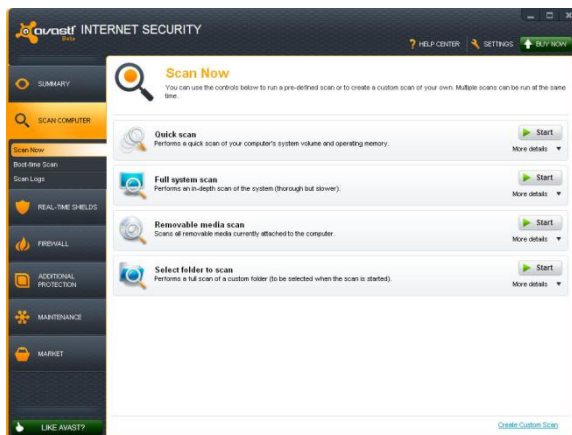 avast! INTERNET SECURITY
Beta
? HELP CENTER
SETTINGS
BUY NOW
SUMMARY
SCAN COMPUTER
Scan Now
Boot-time Scan
Scan Logs
REAL-TIME SHIELDS
FIREWALL
ADDITIONAL
PROTECTION
MAINTENANCE
MARKET
LIKE AVAST?
Scan Now
You can use the controls below to run a pre-defined scan or to create a custom scan of your own. Multiple scans can be run at the same
time.
Quick scan
Performs a quick scan of your computer's system volume and operating memory.
Start
More details
Full system scan
Performs an in-depth scan of the system (thorough but slower).
Start
More details
Removable media scan
Scans all removable media currently attached to the computer.
Start
More details
Select folder to scan
Performs a full scan of a custom folder (to be selected when the scan is started).
Start
More details
Create Custom Scan